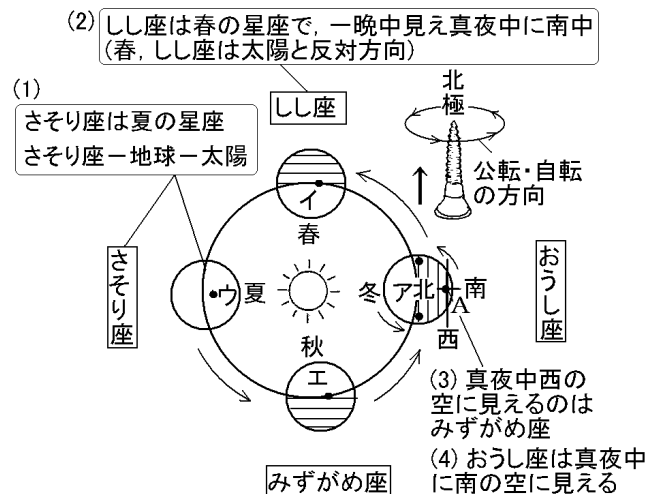 (2) しし座は春の星座で，一晩中見え真夜中に南中
(春，しし座は太陽と反対方向)
(1)
さそり座は夏の星座
さそり座－地球－太陽
しし座
北極
公転・自転
の方向
イ
春
さそり座
ウ
夏
冬
ア
北
南
A
西
おうし座
秋
エ
(3) 真夜中西の
空に見えるのは
みずがめ座
(4) おうし座は真夜中
に南の空に見える
みずがめ座